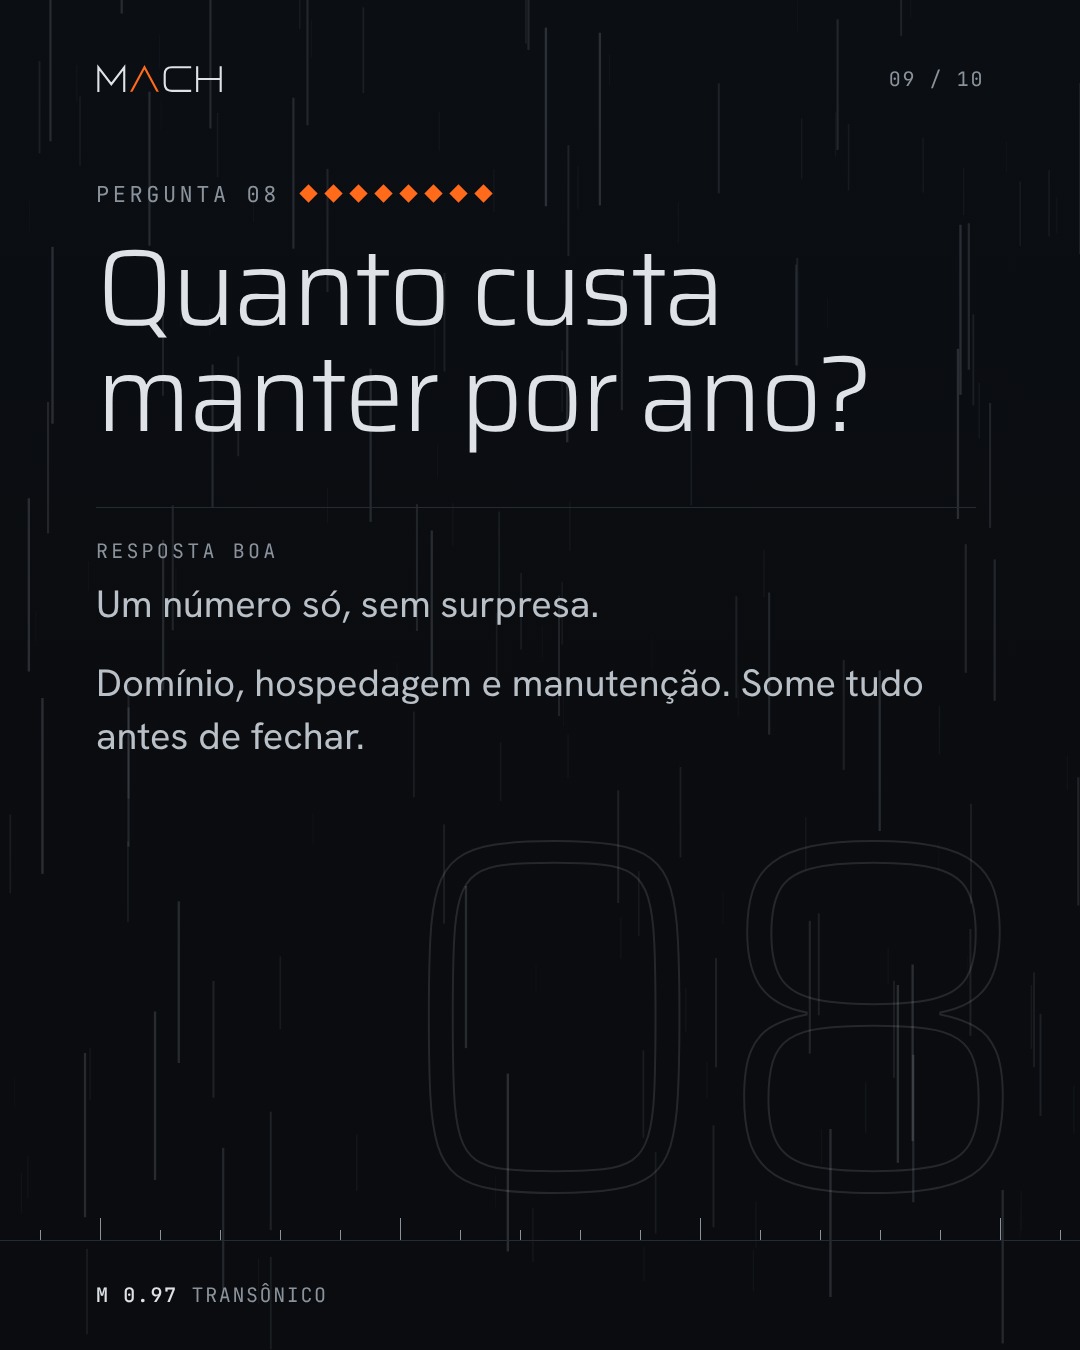 MACH
09 / 10
PERGUNTA 08
Quanto custa
manter por ano?
RESPOSTA BOA
Um número só, sem surpresa.
Domínio, hospedagem e manutenção. Some tudo
antes de fechar.
08
M 0.97 TRANSÔNICO